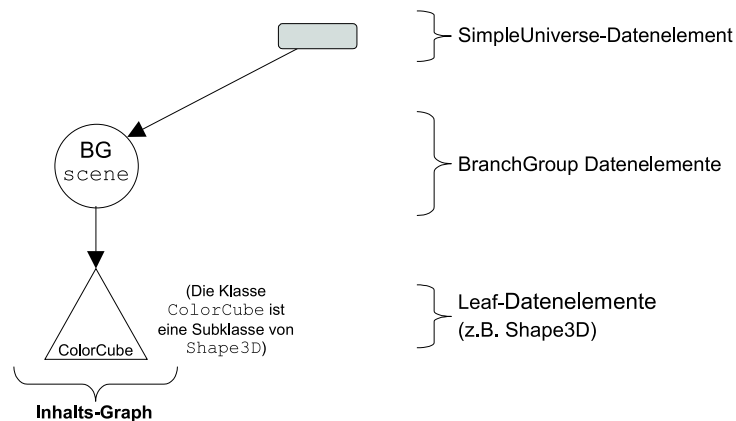 SimpleUniverse-Datenelement
BG
scene
BranchGroup Datenelemente
(Die Klasse
ColorCube ist
eine Subklasse von
Shape3D)
ColorCube
Leaf-Datenelemente
(z.B. Shape3D)
Inhalts-Graph